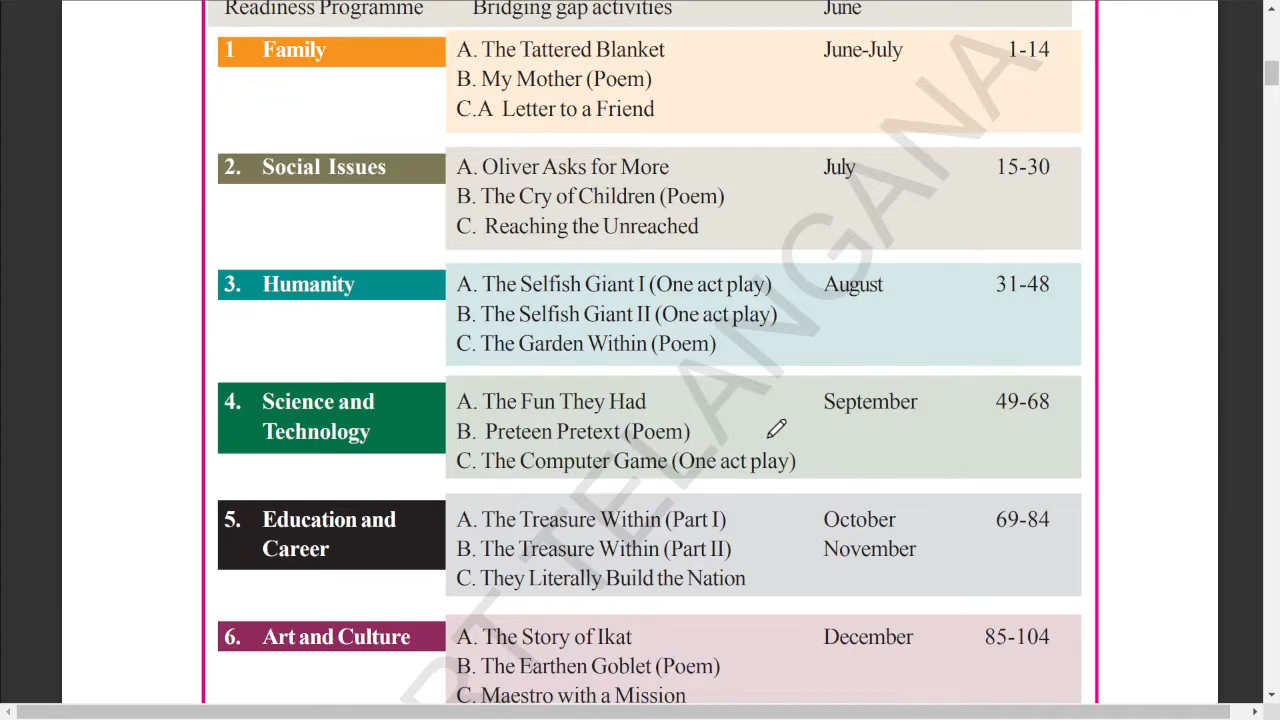 Readiness Programme Bridging gap activities June
1 Family A. The Tattered Blanket June-July 1-14
B. My Mother (Poem)
C.A Letter to a Friend
2. Social Issues A. Oliver Asks for More July 15-30
B. The Cry of Children (Poem)
C. Reaching the Unreached
3. Humanity A. The Selfish Giant I (One act play) August 31-48
B. The Selfish Giant II (One act play)
C. The Garden Within (Poem)
4. Science and A. The Fun They Had September 49-68
Technology B. Preteen Pretext (Poem)
C. The Computer Game (One act play)
5. Education and A. The Treasure Within (Part I) October 69-84
Career B. The Treasure Within (Part II) November
C. They Literally Build the Nation
6. Art and Culture A. The Story of Ikat December 85-104
B. The Earthen Goblet (Poem)
C. Maestro with a Mission
RT TELANGANA